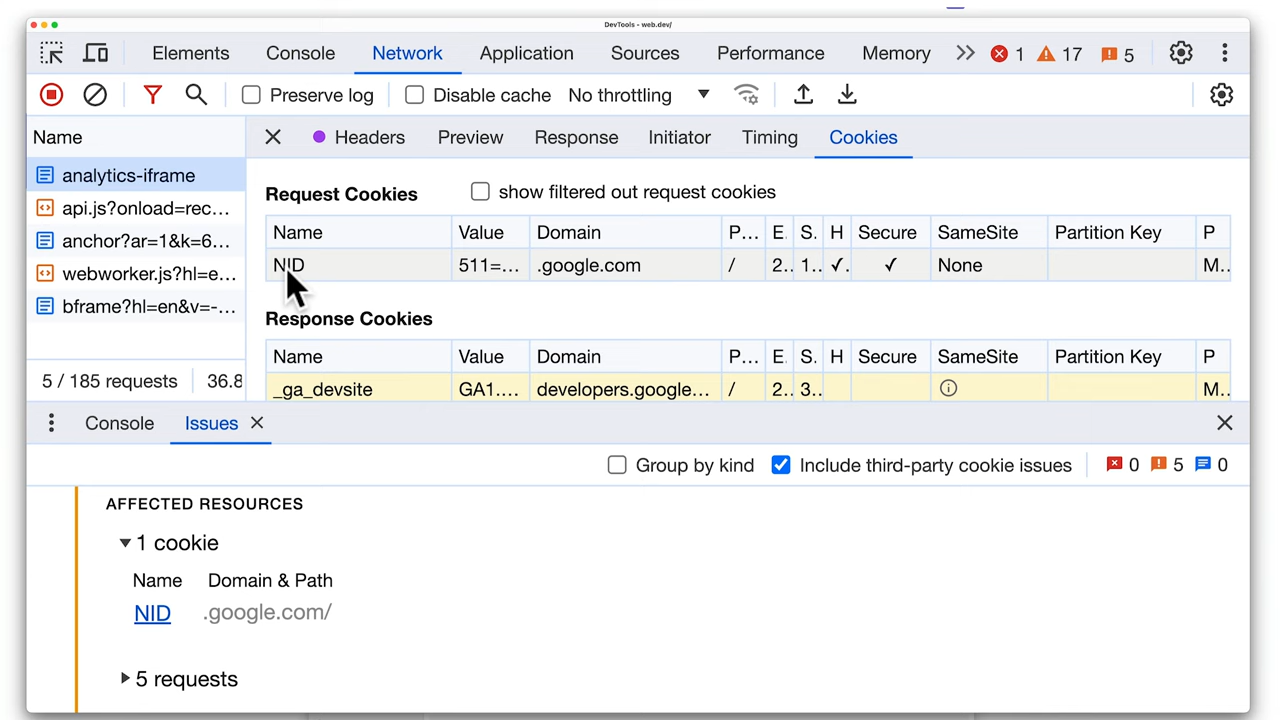 DevTools - web.dev/
Elements Console Network Application Sources Performance Memory 1 17 5
Preserve log Disable cache No throttling
Name Headers Preview Response Initiator Timing Cookies
analytics-iframe
api.js?onload=rec...
anchor?ar=1&k=6...
webworker.js?hl=e...
bframe?hl=en&v=-...
5 / 185 requests 36.8
Request Cookies show filtered out request cookies
Name Value Domain P... E. S. H Secure SameSite Partition Key P
NID 511=... .google.com / 2.. 1.. ✓. ✓ None M..
Response Cookies
Name Value Domain P... E. S. H Secure SameSite Partition Key P
_ga_devsite GA1.... developers.google... / 2.. 3.. M..
Console Issues
Group by kind Include third-party cookie issues 0 5 0
AFFECTED RESOURCES
1 cookie
Name Domain & Path
NID .google.com/
5 requests